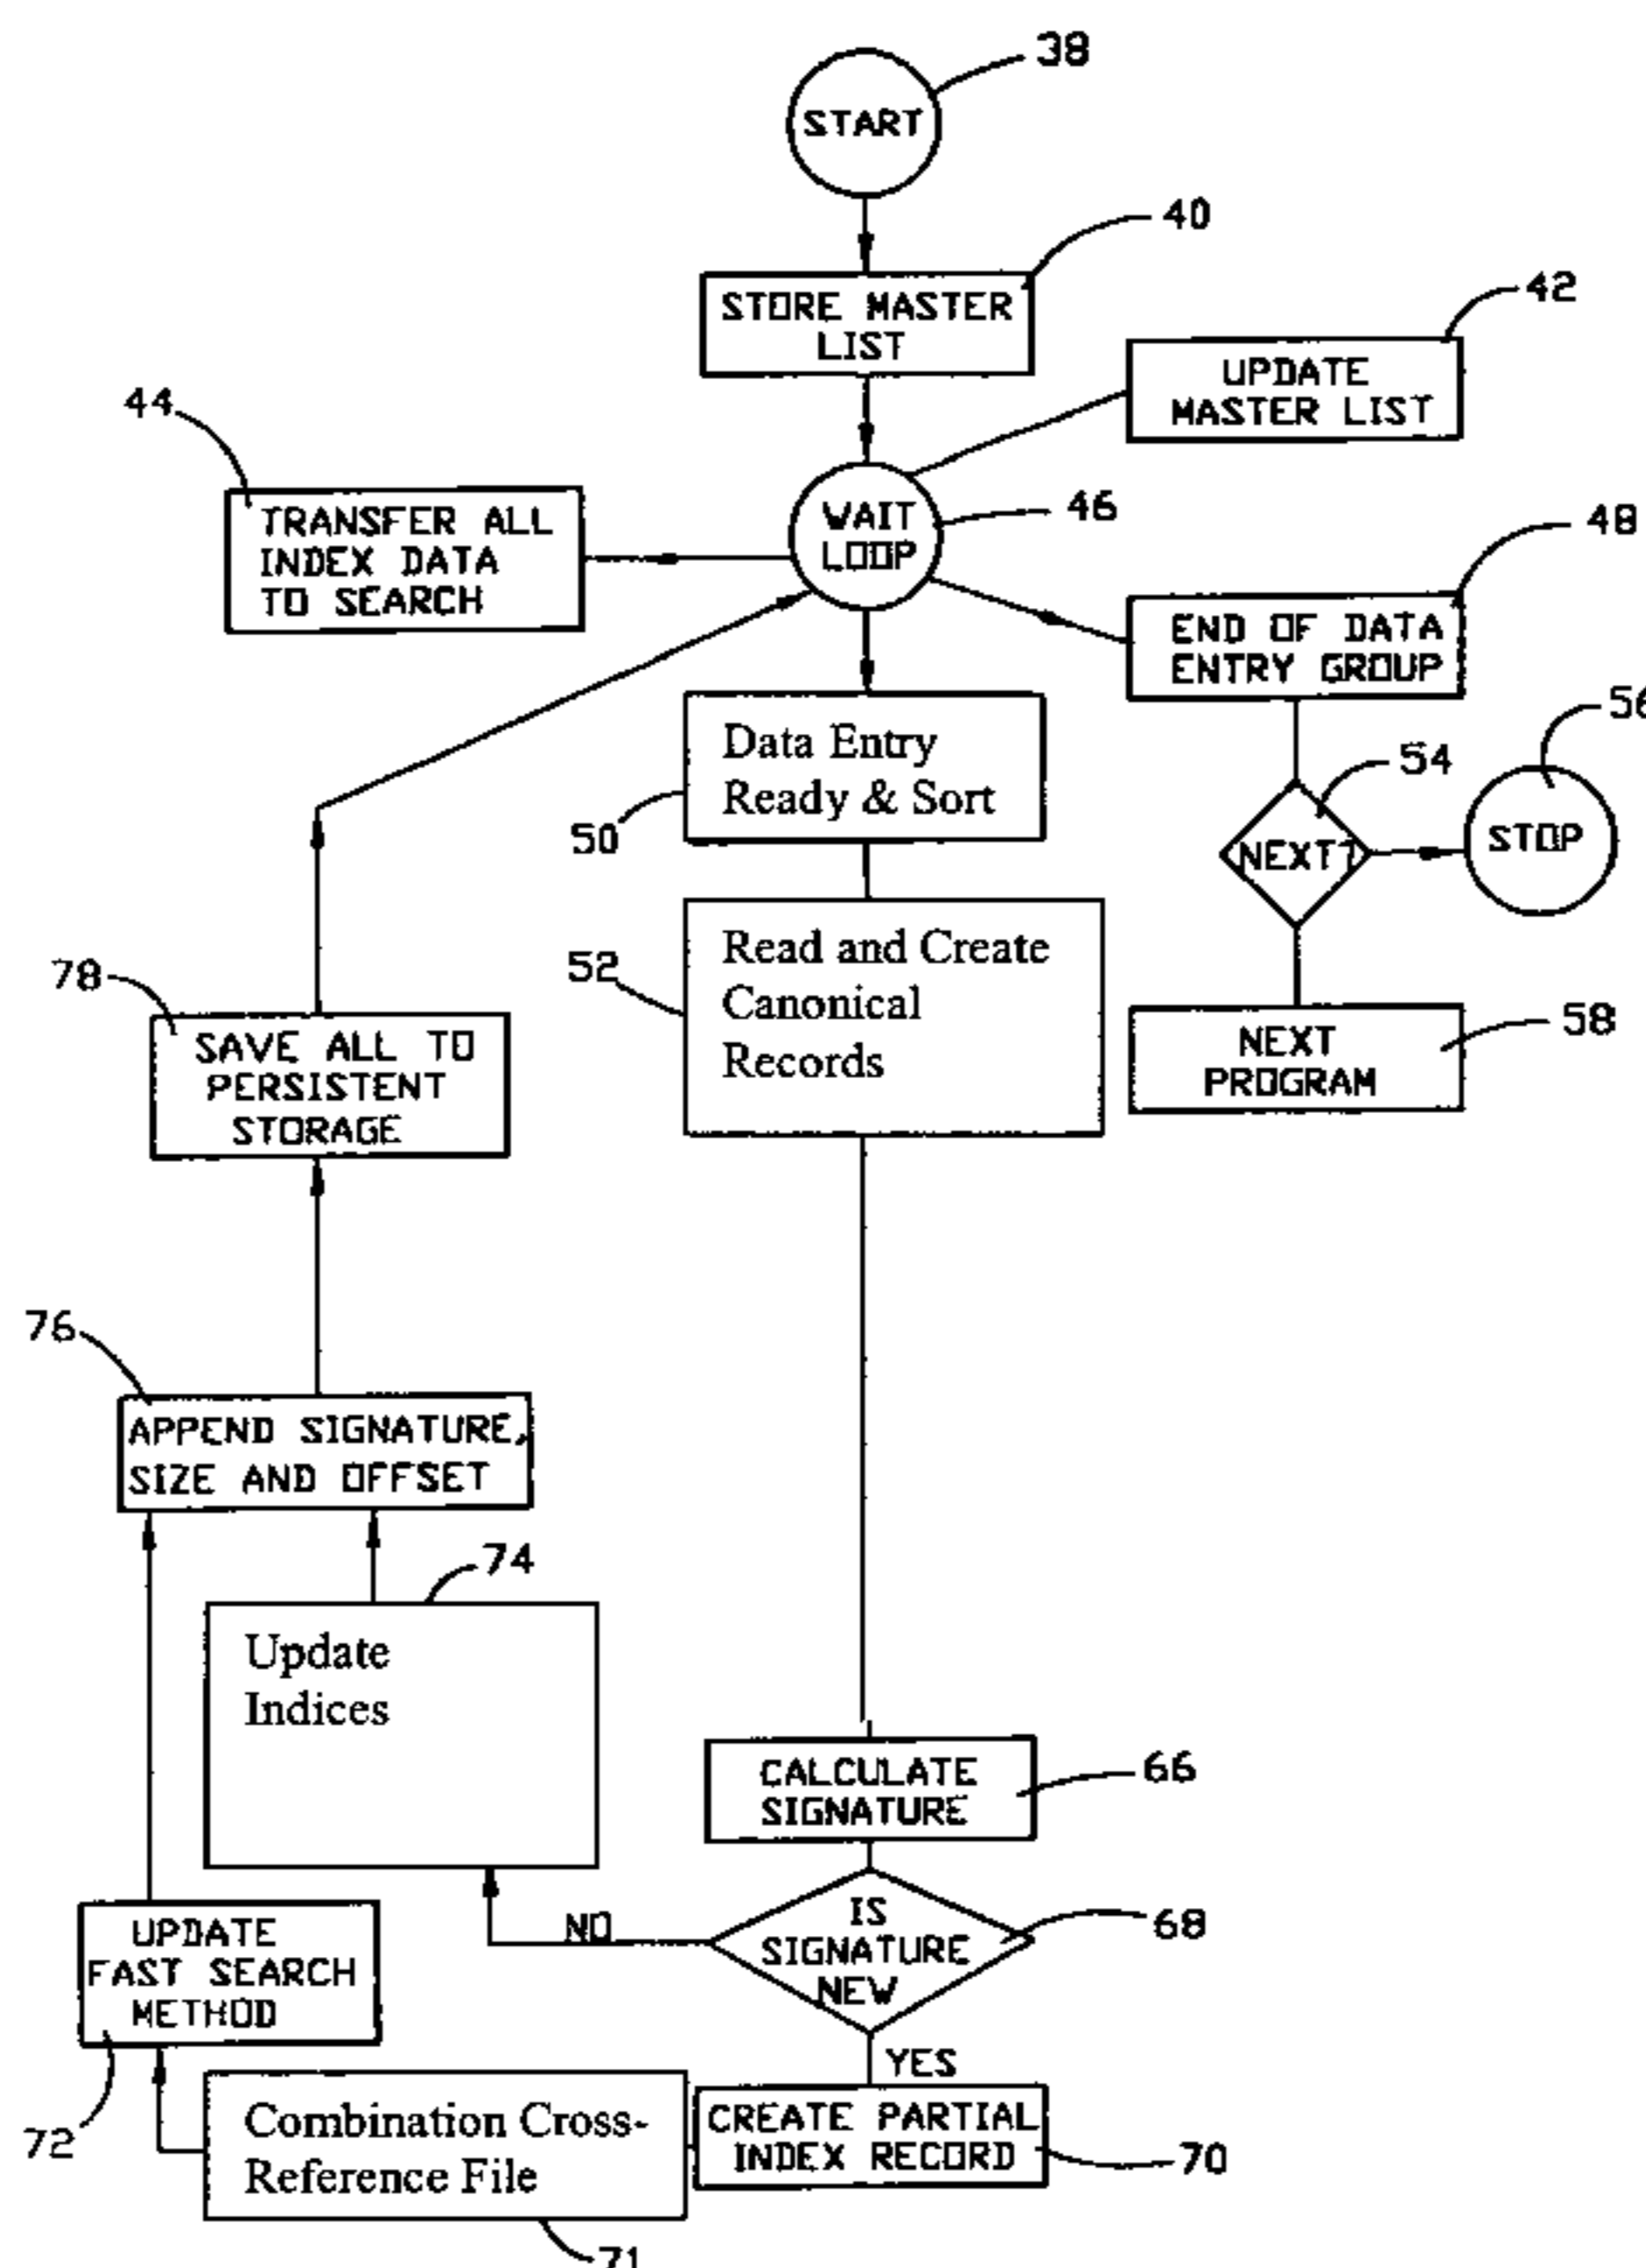 38
START
40
STORE MASTER
LIST
42
UPDATE
MASTER LIST
44
TRANSFER ALL
INDEX DATA
TO SEARCH
WAIT
LOOP
46
48
END OF DATA
ENTRY GROUP
Data Entry
Ready & Sort
50
54
NEXT?
56
STOP
52
Read and Create
Canonical
Records
58
NEXT
PROGRAM
78
SAVE ALL TO
PERSISTENT
STORAGE
76
APPEND SIGNATURE,
SIZE AND OFFSET
74
Update
Indices
CALCULATE
SIGNATURE
66
IS
SIGNATURE
NEW
68
NO
YES
UPDATE
FAST SEARCH
METHOD
72
Combination Cross-
Reference File
71
CREATE PARTIAL
INDEX RECORD
70